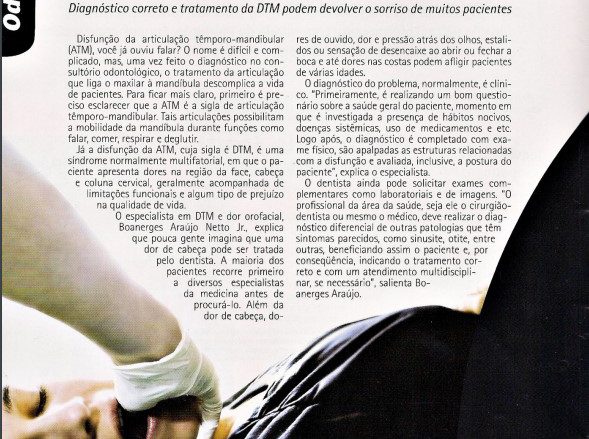 Od
Diagnóstico correto e tratamento da DTM podem devolver o sorriso de muitos pacientes
Disfunção da articulação têmporo-mandibular
(ATM), você já ouviu falar? O nome é difícil e com-
plicado, mas, uma vez feito o diagnóstico no con-
sultório odontológico, o tratamento da articulação
que liga o maxilar à mandíbula descomplica a vida
de pacientes. Para ficar mais claro, primeiro é pre-
ciso esclarecer que a ATM é a sigla de articulação
têmporo-mandibular. Tais articulações possibilitam
a mobilidade da mandíbula durante funções como
falar, comer, respirar e deglutir.
Já a disfunção da ATM, cuja sigla é DTM, é uma
síndrome normalmente multifatorial, em que o pa-
ciente apresenta dores na região da face, cabeça
e coluna cervical, geralmente acompanhada de
limitações funcionais e algum tipo de prejuízo
na qualidade de vida.
O especialista em DTM e dor orofacial,
Boanerges Araújo Netto Jr., explica
que pouca gente imagina que uma
dor de cabeça pode ser tratada
pelo dentista. A maioria dos
pacientes recorre primeiro
a diversos especialistas
da medicina antes de
procurá-lo. Além da
dor de cabeça, do-
res de ouvido, dor e pressão atrás dos olhos, estali-
dos ou sensação de desencaixe ao abrir ou fechar a
boca e até dores nas costas podem afligir pacientes
de várias idades.
O diagnóstico do problema, normalmente, é clíni-
co. "Primeiramente, é realizando um bom questio-
nário sobre a saúde geral do paciente, momento em
que é investigada a presença de hábitos nocivos,
doenças sistêmicas, uso de medicamentos e etc.
Logo após, o diagnóstico é completado com exa-
me físico, são apalpadas as estruturas relacionadas
com a disfunção e avaliada, inclusive, a postura do
paciente", explica o especialista.
O dentista ainda pode solicitar exames com-
plementares como laboratoriais e de imagens. "O
profissional da área da saúde, seja ele o cirurgião-
dentista ou mesmo o médico, deve realizar o diag-
nóstico diferencial de outras patologias que têm
sintomas parecidos, como sinusite, otite, entre
outras, beneficiando assim o paciente e, por
conseqüência, indicando o tratamento cor-
reto e com um atendimento multidiscipli-
nar, se necessário", salienta Bo-
anerges Araújo.